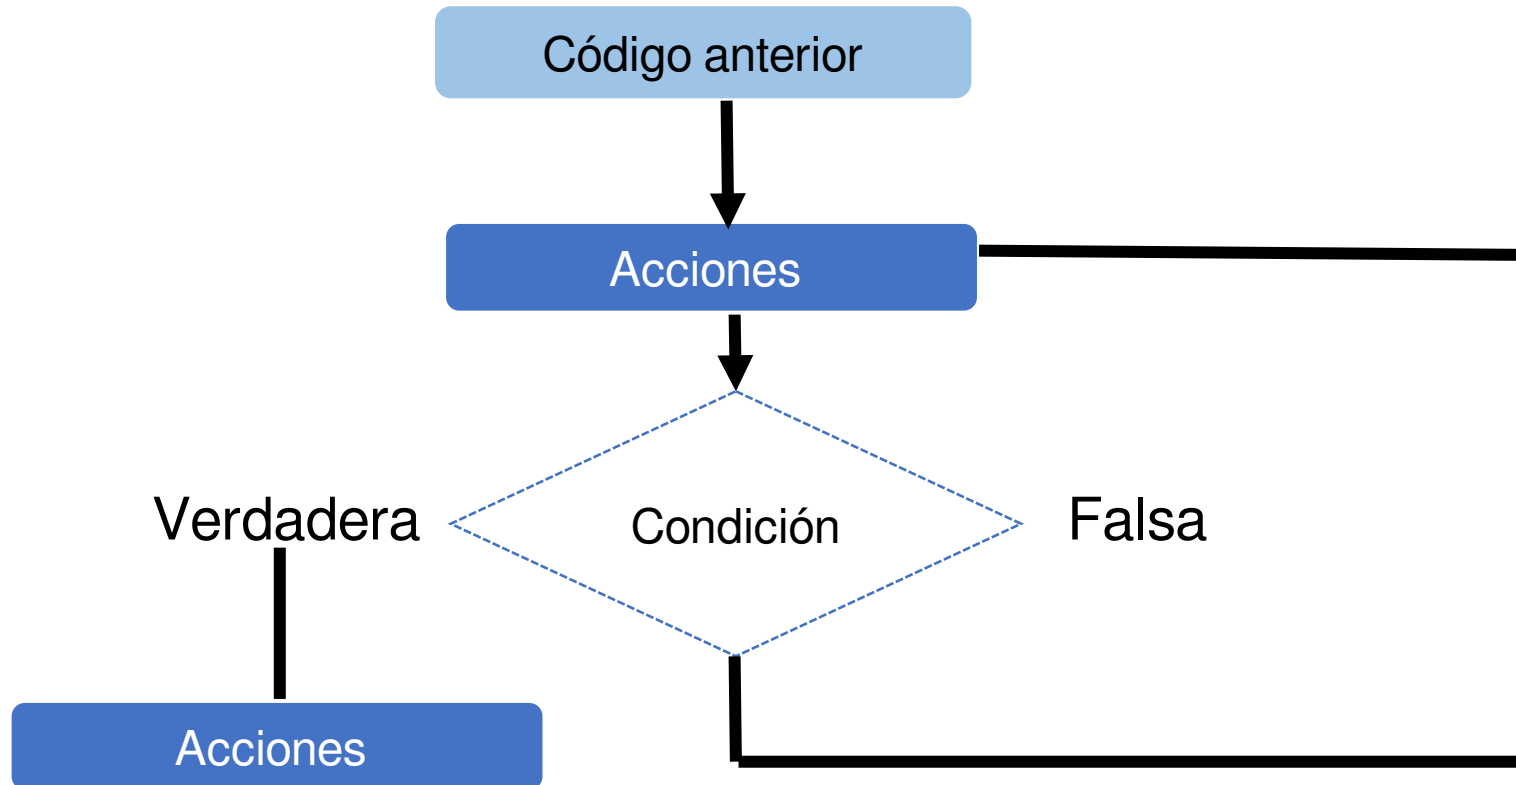 Código anterior
Acciones
Verdadera
Condición
Falsa
Acciones